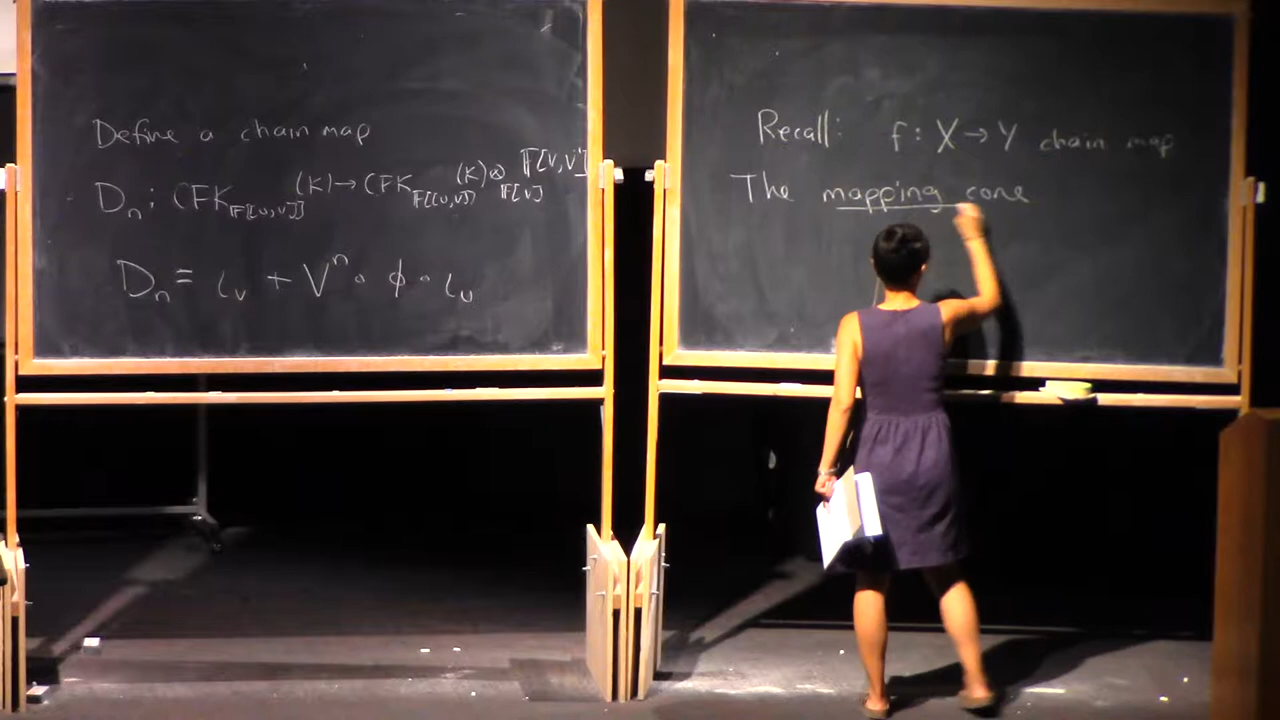 Define a chain map
D_n : CFK_{𝔽[U,V]}(K) → CFK_{𝔽[U,V]}(K) ⊗_{𝔽[V]} 𝔽[V,V⁻¹]
D_n = ι_V + V^n ∘ φ ∘ ι_U
Recall: f : X → Y chain map
The mapping cone